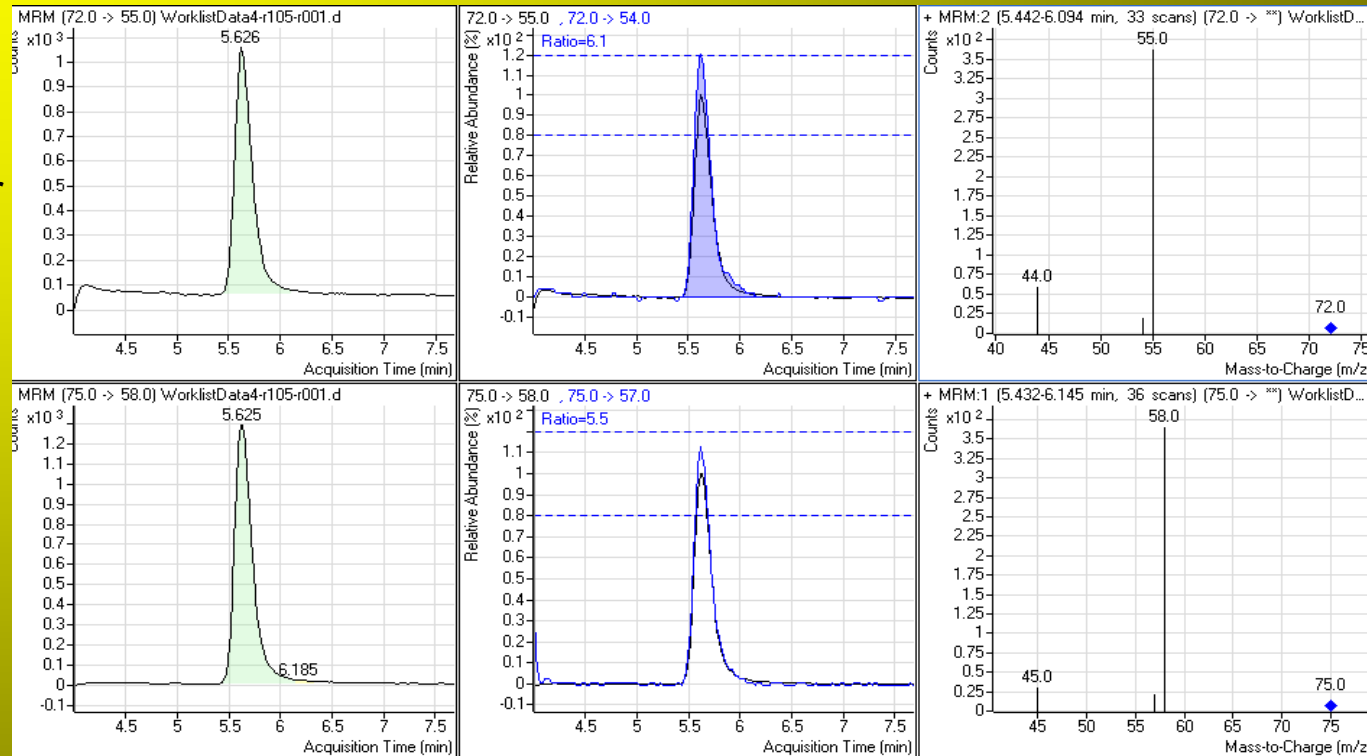 MRM (72.0 -> 55.0) WorklistData4-r105-r001.d
Counts
x10 3
5.626
1
0.9
0.8
0.7
0.6
0.5
0.4
0.3
0.2
0.1
0
4.5 5 5.5 6 6.5 7 7.5
Acquisition Time (min)
72.0 -> 55.0 , 72.0 -> 54.0
Relative Abundance (%)
x10 2
Ratio=6.1
1.2
1.1
1
0.9
0.8
0.7
0.6
0.5
0.4
0.3
0.2
0.1
0
-0.1
4.5 5 5.5 6 6.5 7 7.5
Acquisition Time (min)
+ MRM:2 (5.442-6.094 min, 33 scans) (72.0 -> **) WorklistD...
Counts
x10 2
55.0
3.5
3.25
3
2.75
2.5
2.25
2
1.75
1.5
1.25
1
0.75
0.5
0.25
0
44.0
72.0
40 45 50 55 60 65 70 75
Mass-to-Charge (m/z
MRM (75.0 -> 58.0) WorklistData4-r105-r001.d
Counts
x10 3
5.625
1.2
1.1
1
0.9
0.8
0.7
0.6
0.5
0.4
0.3
0.2
0.1
0
-0.1
6.185
4.5 5 5.5 6 6.5 7 7.5
Acquisition Time (min)
75.0 -> 58.0 , 75.0 -> 57.0
Relative Abundance (%)
x10 2
Ratio=5.5
1.1
1
0.9
0.8
0.7
0.6
0.5
0.4
0.3
0.2
0.1
0
-0.1
4.5 5 5.5 6 6.5 7 7.5
Acquisition Time (min)
+ MRM:1 (5.432-6.145 min, 36 scans) (75.0 -> **) WorklistD...
Counts
x10 2
58.0
3.5
3.25
3
2.75
2.5
2.25
2
1.75
1.5
1.25
1
0.75
0.5
0.25
0
45.0
75.0
45 50 55 60 65 70 75
Mass-to-Charge (m/z